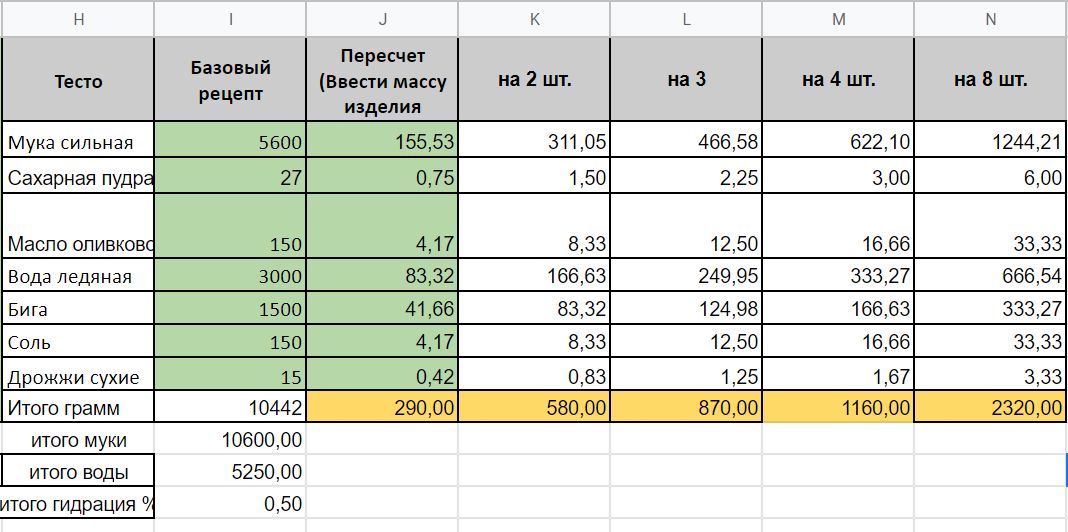 H I J K L M N
Тесто Базовый рецепт Пересчет (Ввести массу изделия на 2 шт. на 3 на 4 шт. на 8 шт.
Мука сильная 5600 155,53 311,05 466,58 622,10 1244,21
Сахарная пудра 27 0,75 1,50 2,25 3,00 6,00
Масло оливково 150 4,17 8,33 12,50 16,66 33,33
Вода ледяная 3000 83,32 166,63 249,95 333,27 666,54
Бига 1500 41,66 83,32 124,98 166,63 333,27
Соль 150 4,17 8,33 12,50 16,66 33,33
Дрожжи сухие 15 0,42 0,83 1,25 1,67 3,33
Итого грамм 10442 290,00 580,00 870,00 1160,00 2320,00
итого муки 10600,00
итого воды 5250,00
итого гидрация % 0,50